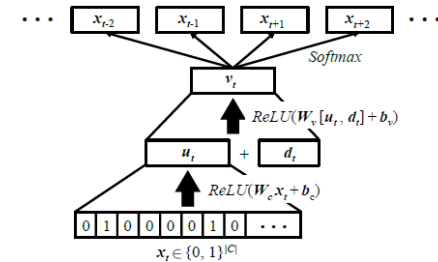 ··· x_{t-2} x_{t-1} x_{t+1} x_{t+2} ···
Softmax
v_t
ReLU(W_v [u_t , d_t] + b_v)
u_t + d_t
ReLU(W_c x_t + b_c)
0 1 0 0 0 0 1 0 ···
x_t ∈ {0, 1}^{|C|}